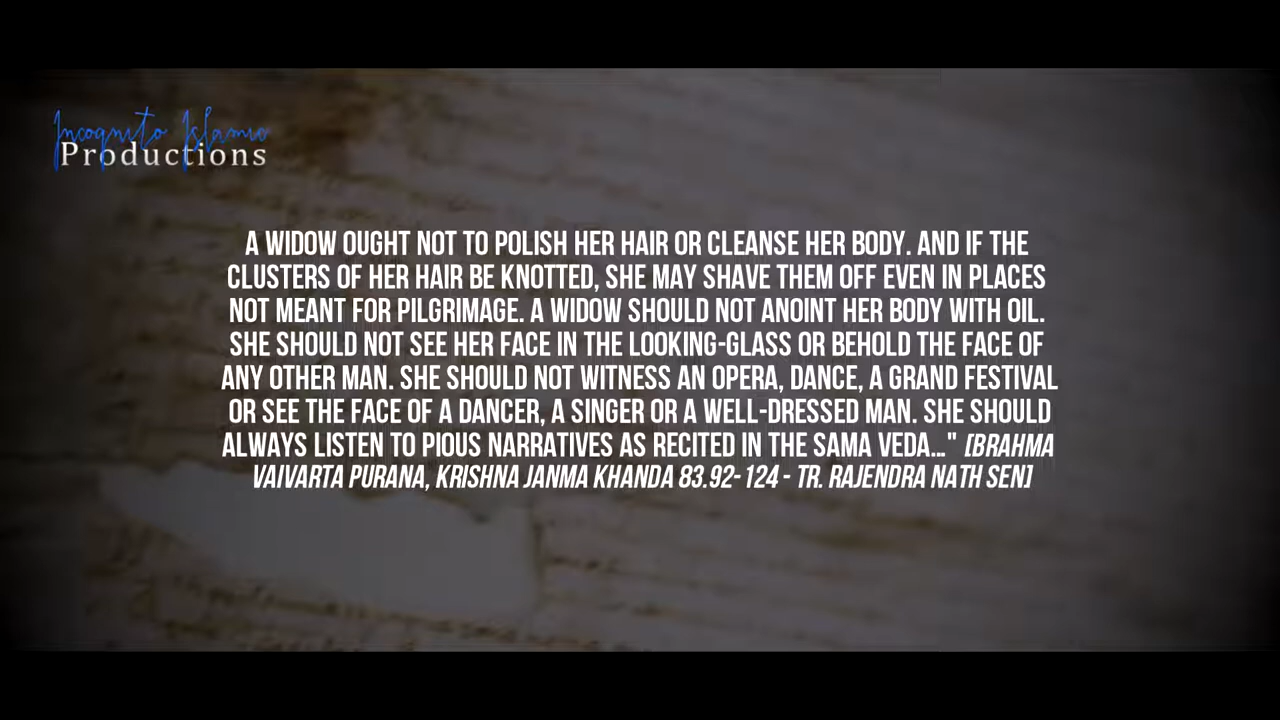 Incognito Islamic
Productions
A WIDOW OUGHT NOT TO POLISH HER HAIR OR CLEANSE HER BODY. AND IF THE
CLUSTERS OF HER HAIR BE KNOTTED, SHE MAY SHAVE THEM OFF EVEN IN PLACES
NOT MEANT FOR PILGRIMAGE. A WIDOW SHOULD NOT ANOINT HER BODY WITH OIL.
SHE SHOULD NOT SEE HER FACE IN THE LOOKING-GLASS OR BEHOLD THE FACE OF
ANY OTHER MAN. SHE SHOULD NOT WITNESS AN OPERA, DANCE, A GRAND FESTIVAL
OR SEE THE FACE OF A DANCER, A SINGER OR A WELL-DRESSED MAN. SHE SHOULD
ALWAYS LISTEN TO PIOUS NARRATIVES AS RECITED IN THE SAMA VEDA..." [BRAHMA
VAIVARTA PURANA, KRISHNA JANMA KHANDA 83.92-124 - TR. RAJENDRA NATH SEN]